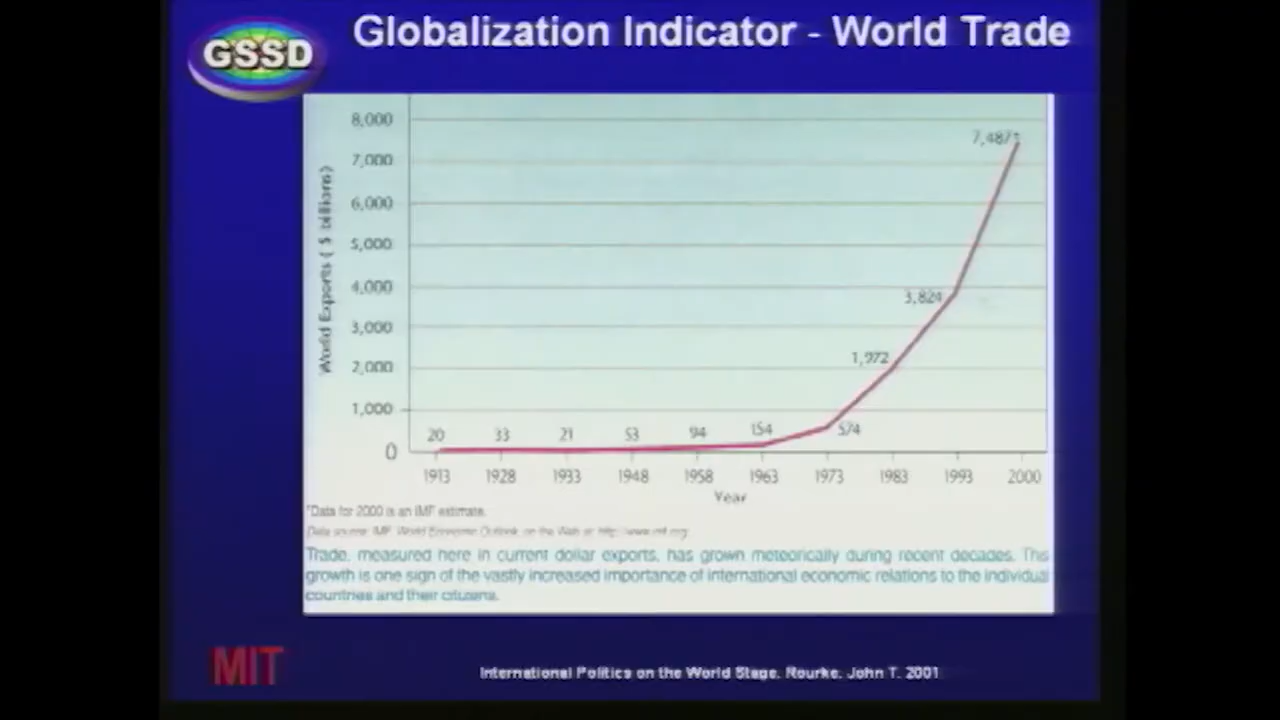 GSSD
Globalization Indicator - World Trade
World Exports ( $ billions)
8,000
7,000
6,000
5,000
4,000
3,000
2,000
1,000
0
20
33
21
53
94
154
574
1,972
3,824
7,487*
1913
1928
1933
1948
1958
1963
1973
1983
1993
2000
Year
*Data for 2000 is an IMF estimate.
Data source: IMF, World Economic Outlook, on the Web at: http://www.imf.org
Trade, measured here in current dollar exports, has grown meteorically during recent decades. This
growth is one sign of the vastly increased importance of international economic relations to the individual
countries and their citizens.
MIT
International Politics on the World Stage, Rourke, John T. 2001